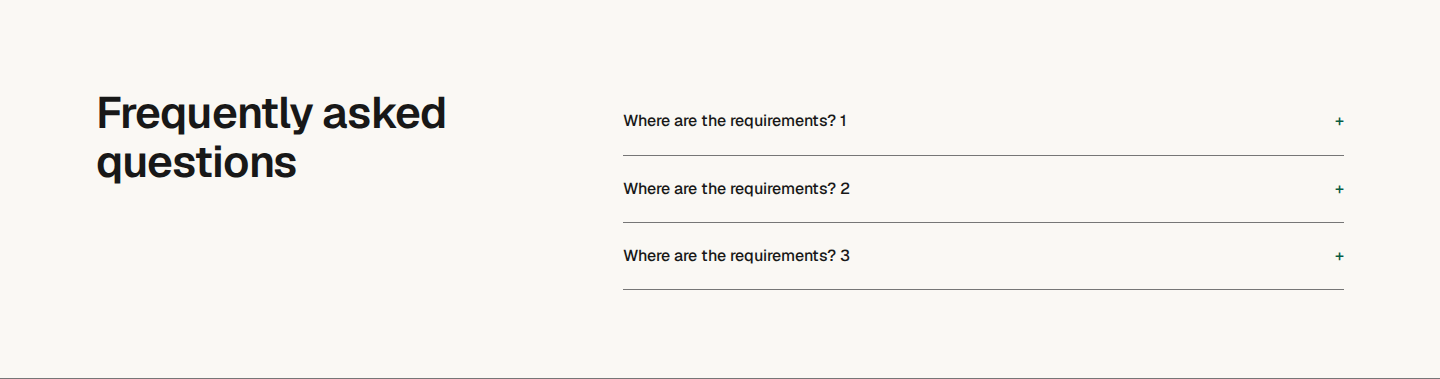 Frequently asked
questions
Where are the requirements? 1
+
Where are the requirements? 2
+
Where are the requirements? 3
+